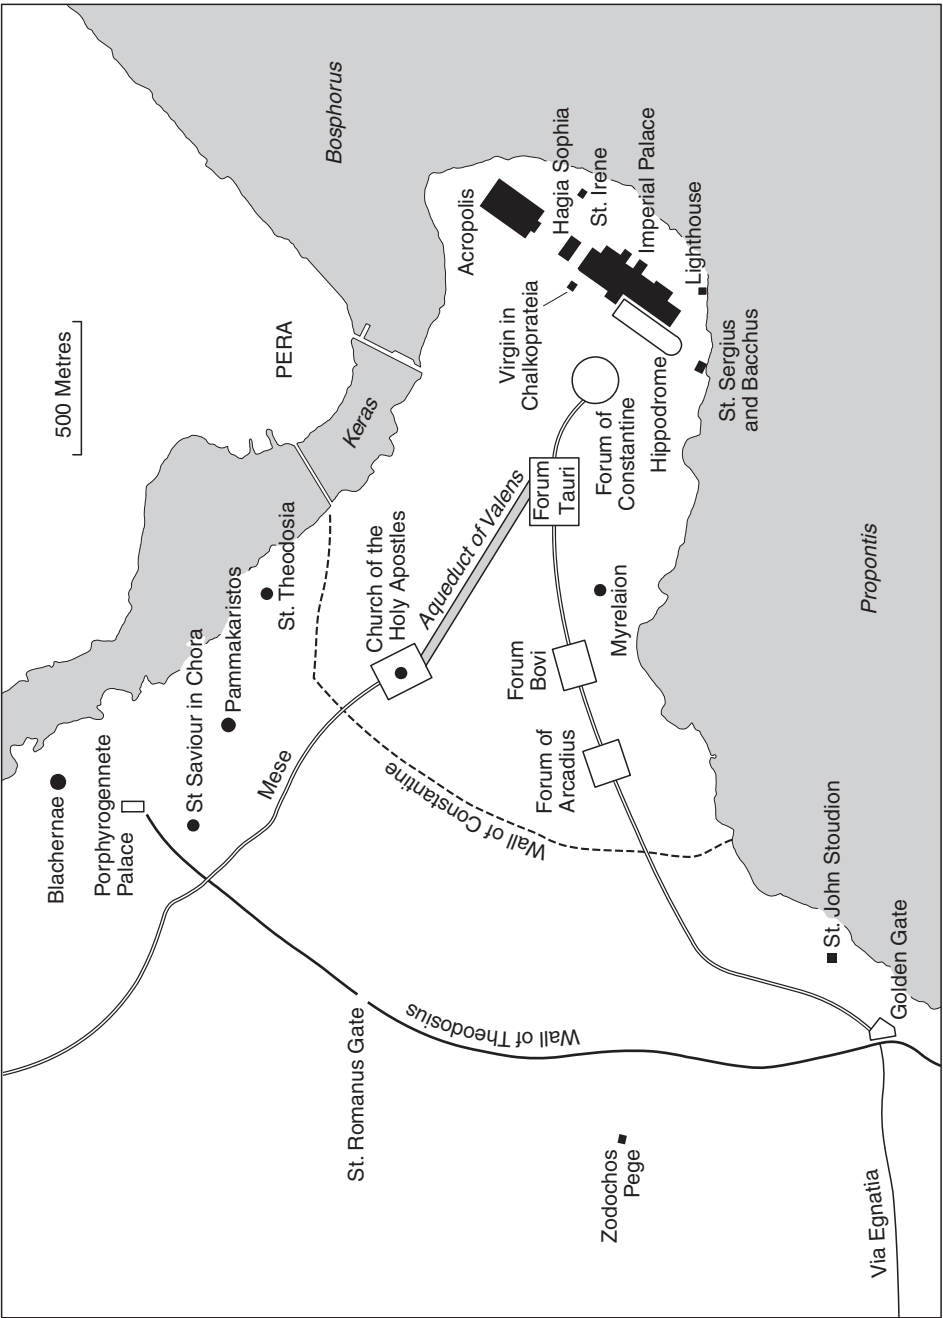 Bosphorus
500 Metres
PERA
Keras
Acropolis
Hagia Sophia
St. Irene
Imperial Palace
Lighthouse
Virgin in
Chalkoprateia
St. Sergius
and Bacchus
Hippodrome
Forum of
Constantine
Forum
Tauri
Aqueduct of Valens
Church of the
Holy Apostles
St. Theodosia
Pammakaristos
St Saviour in Chora
Blachernae
Porphyrogennete
Palace
Mese
Wall of Constantine
Forum
Bovi
Myrelaion
Forum of
Arcadius
Propontis
St. John Stoudion
Golden Gate
Wall of Theodosius
St. Romanus Gate
Zodochos
Pege
Via Egnatia